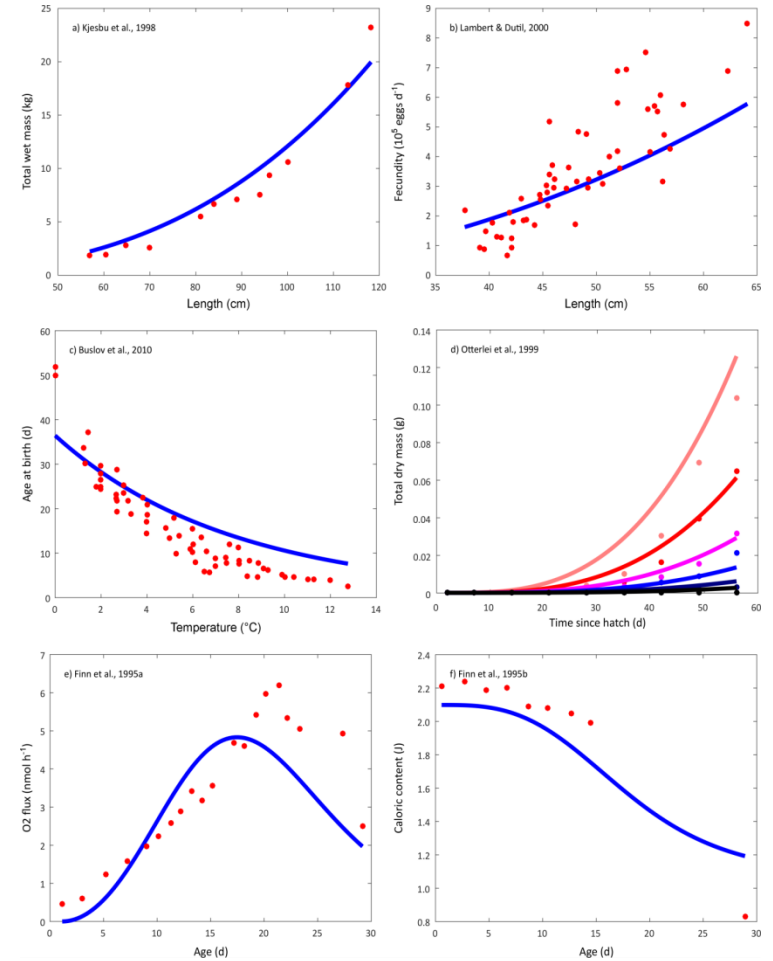 a) Kjesbu et al., 1998
Total wet mass (kg)
25
20
15
10
5
0
50 60 70 80 90 100 110 120
Length (cm)
b) Lambert & Dutil, 2000
Fecundity (10⁵ eggs d⁻¹)
9
8
7
6
5
4
3
2
1
0
35 40 45 50 55 60 65
Length (cm)
c) Buslov et al., 2010
Age at birth (d)
60
50
40
30
20
10
0
0 2 4 6 8 10 12 14
Temperature (°C)
d) Otterlei et al., 1999
Total dry mass (g)
0.14
0.12
0.10
0.08
0.06
0.04
0.02
0
0 10 20 30 40 50 60
Time since hatch (d)
e) Finn et al., 1995a
O2 flux (nmol h⁻¹)
7
6
5
4
3
2
1
0
0 5 10 15 20 25 30
Age (d)
f) Finn et al., 1995b
Caloric content (J)
2.4
2.2
2.0
1.8
1.6
1.4
1.2
1.0
0.8
0 5 10 15 20 25 30
Age (d)